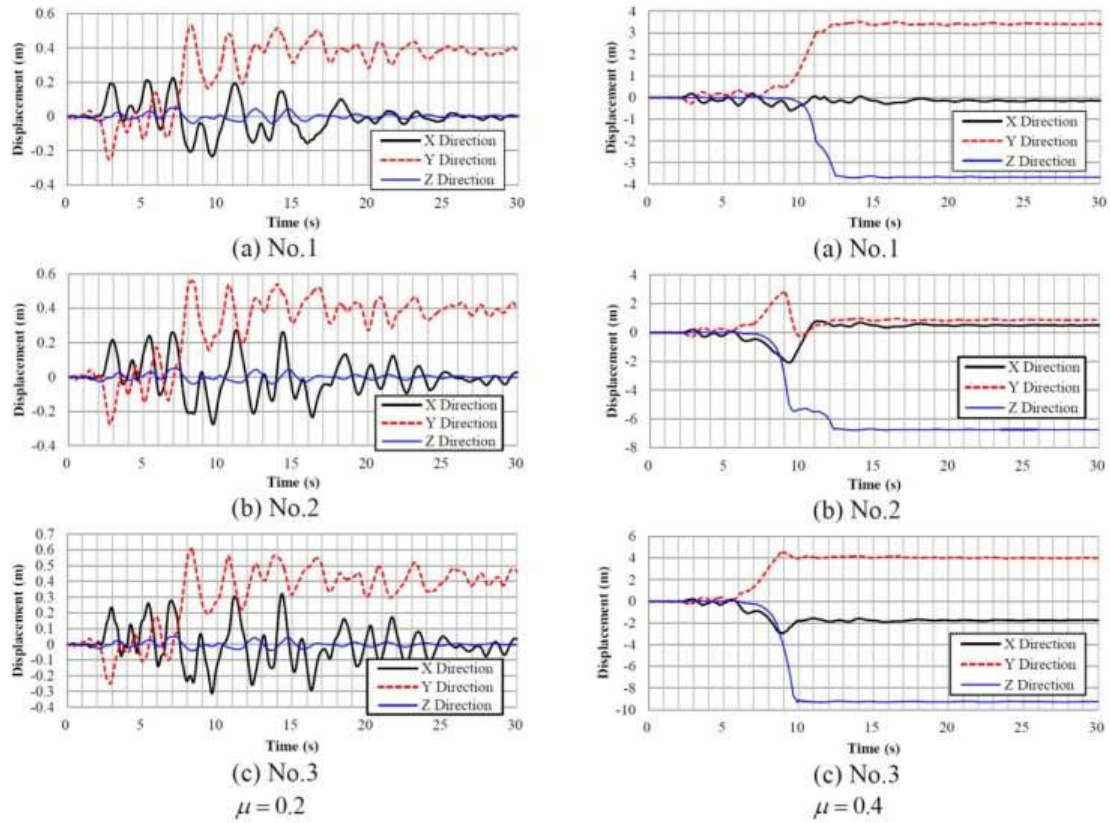 0.6
0.4
0.2
0
-0.2
-0.4
Displacement (m)
X Direction
Y Direction
Z Direction
0 5 10 15 20 25 30
Time (s)
(a) No.1
4
3
2
1
0
-1
-2
-3
-4
Displacement (m)
X Direction
Y Direction
Z Direction
0 5 10 15 20 25 30
Time (s)
(a) No.1
0.6
0.4
0.2
0
-0.2
-0.4
Displacement (m)
X Direction
Y Direction
Z Direction
0 5 10 15 20 25 30
Time (s)
(b) No.2
4
2
0
-2
-4
-6
-8
Displacement (m)
X Direction
Y Direction
Z Direction
0 5 10 15 20 25 30
Time (s)
(b) No.2
0.7
0.6
0.5
0.4
0.3
0.2
0.1
0
-0.1
-0.2
-0.3
-0.4
Displacement (m)
X Direction
Y Direction
Z Direction
0 5 10 15 20 25 30
Time (s)
(c) No.3
μ = 0.2
6
4
2
0
-2
-4
-6
-8
-10
Displacement (m)
X Direction
Y Direction
Z Direction
0 5 10 15 20 25 30
Time (s)
(c) No.3
μ = 0.4